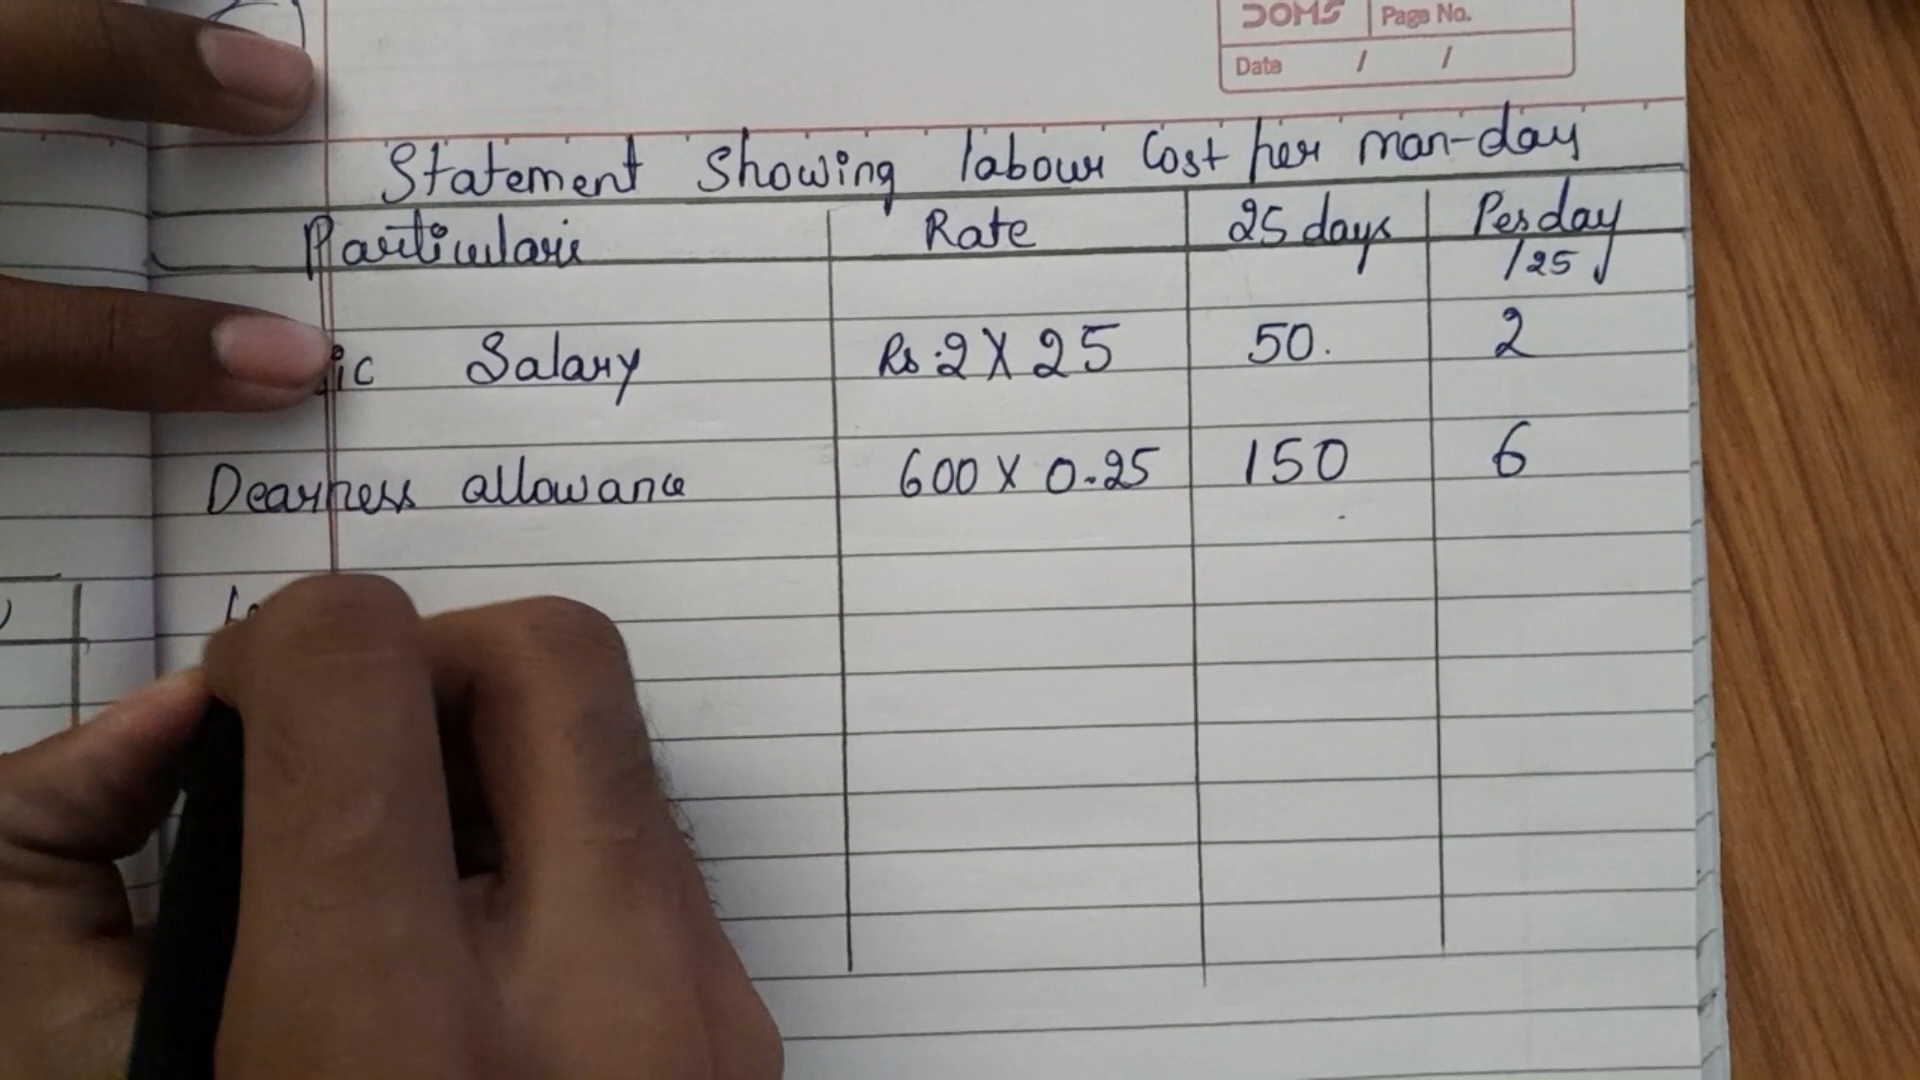 DOMS Page No.
Date / /
Statement Showing labour Cost per man-day
Particulars Rate 25 days Per day
/25
ic Salary Rs.2 X 25 50. 2
Dearness allowance 600 X 0.25 150 6